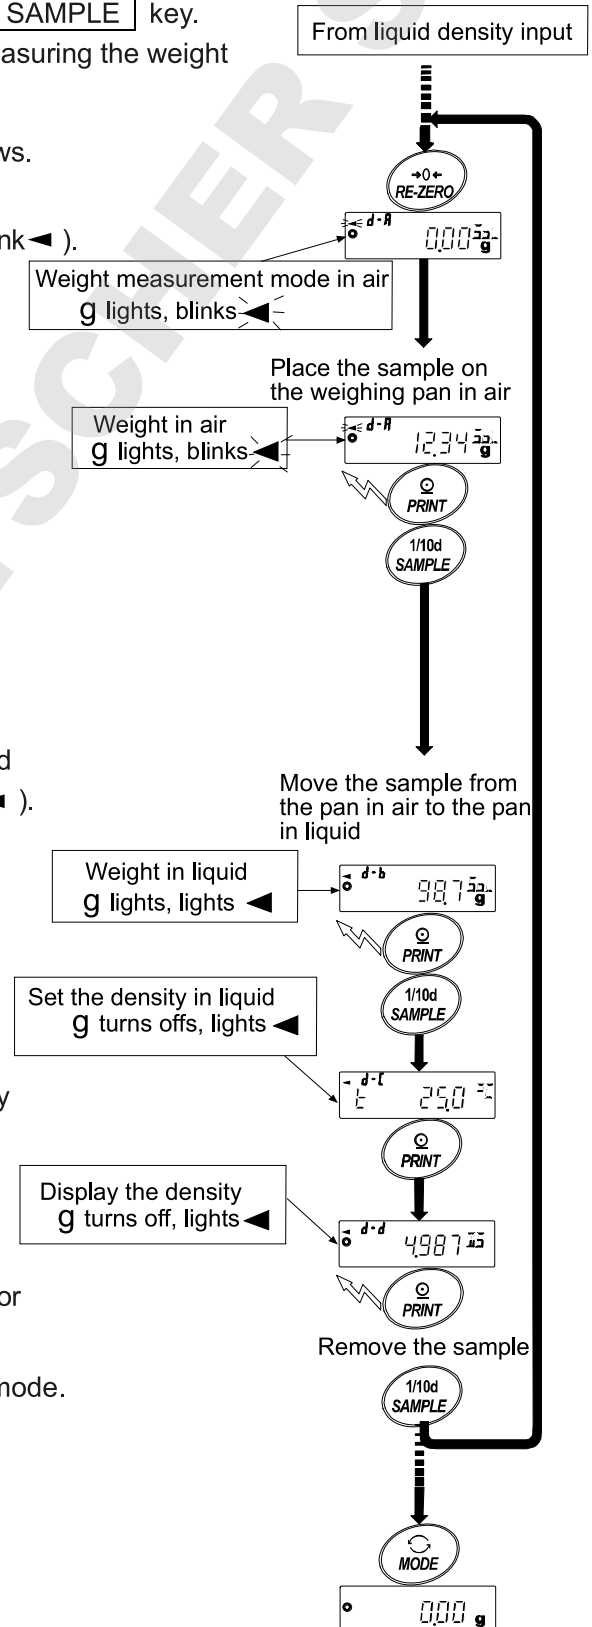 SAMPLE key.
asuring the weight
ws.
nk ◄ ).
d
◄ ).
y
or
mode.
From liquid density input
→0←
RE-ZERO
d-A
0.00 g
Weight measurement mode in air
g lights, blinks ◄
Place the sample on
the weighing pan in air
Weight in air
g lights, blinks ◄
d-A
12.34 g
PRINT
1/10d
SAMPLE
Move the sample from
the pan in air to the pan
in liquid
Weight in liquid
g lights, lights ◄
d-b
9.87 g
PRINT
1/10d
SAMPLE
Set the density in liquid
g turns offs, lights ◄
d-C
t 25.0 °C
PRINT
Display the density
g turns off, lights ◄
d-d
4.987
PRINT
Remove the sample
1/10d
SAMPLE
MODE
0.00 g
SCHER S